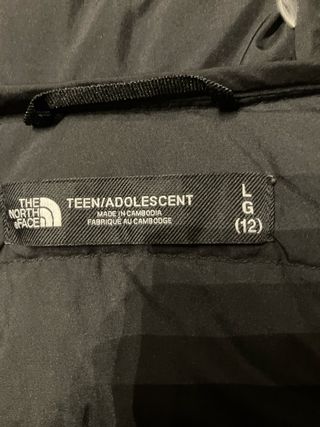 THE
NORTH
FACE
TEEN/ADOLESCENT
MADE IN CAMBODIA
FABRIQUÉ AU CAMBODGE
L
G
(12)